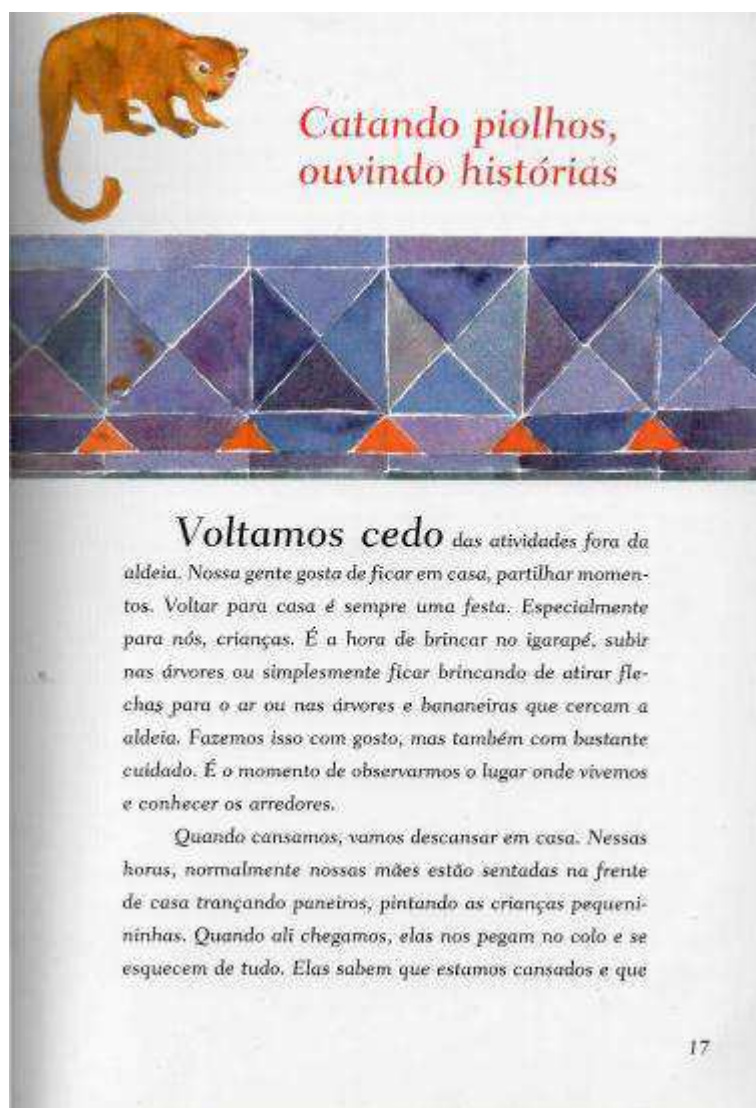 Catando piolhos,
ouvindo histórias
Voltamos cedo das atividades fora da
aldeia. Nossa gente gosta de ficar em casa, partilhar momen-
tos. Voltar para casa é sempre uma festa. Especialmente
para nós, crianças. É a hora de brincar no igarapé, subir
nas árvores ou simplesmente ficar brincando de atirar fle-
chas para o ar ou nas árvores e bananeiras que cercam a
aldeia. Fazemos isso com gosto, mas também com bastante
cuidado. É o momento de observarmos o lugar onde vivemos
e conhecer os arredores.
Quando cansamos, vamos descansar em casa. Nessas
horas, normalmente nossas mães estão sentadas na frente
de casa trançando paneiros, pintando as crianças pequeni-
ninhas. Quando ali chegamos, elas nos pegam no colo e se
esquecem de tudo. Elas sabem que estamos cansados e que
17